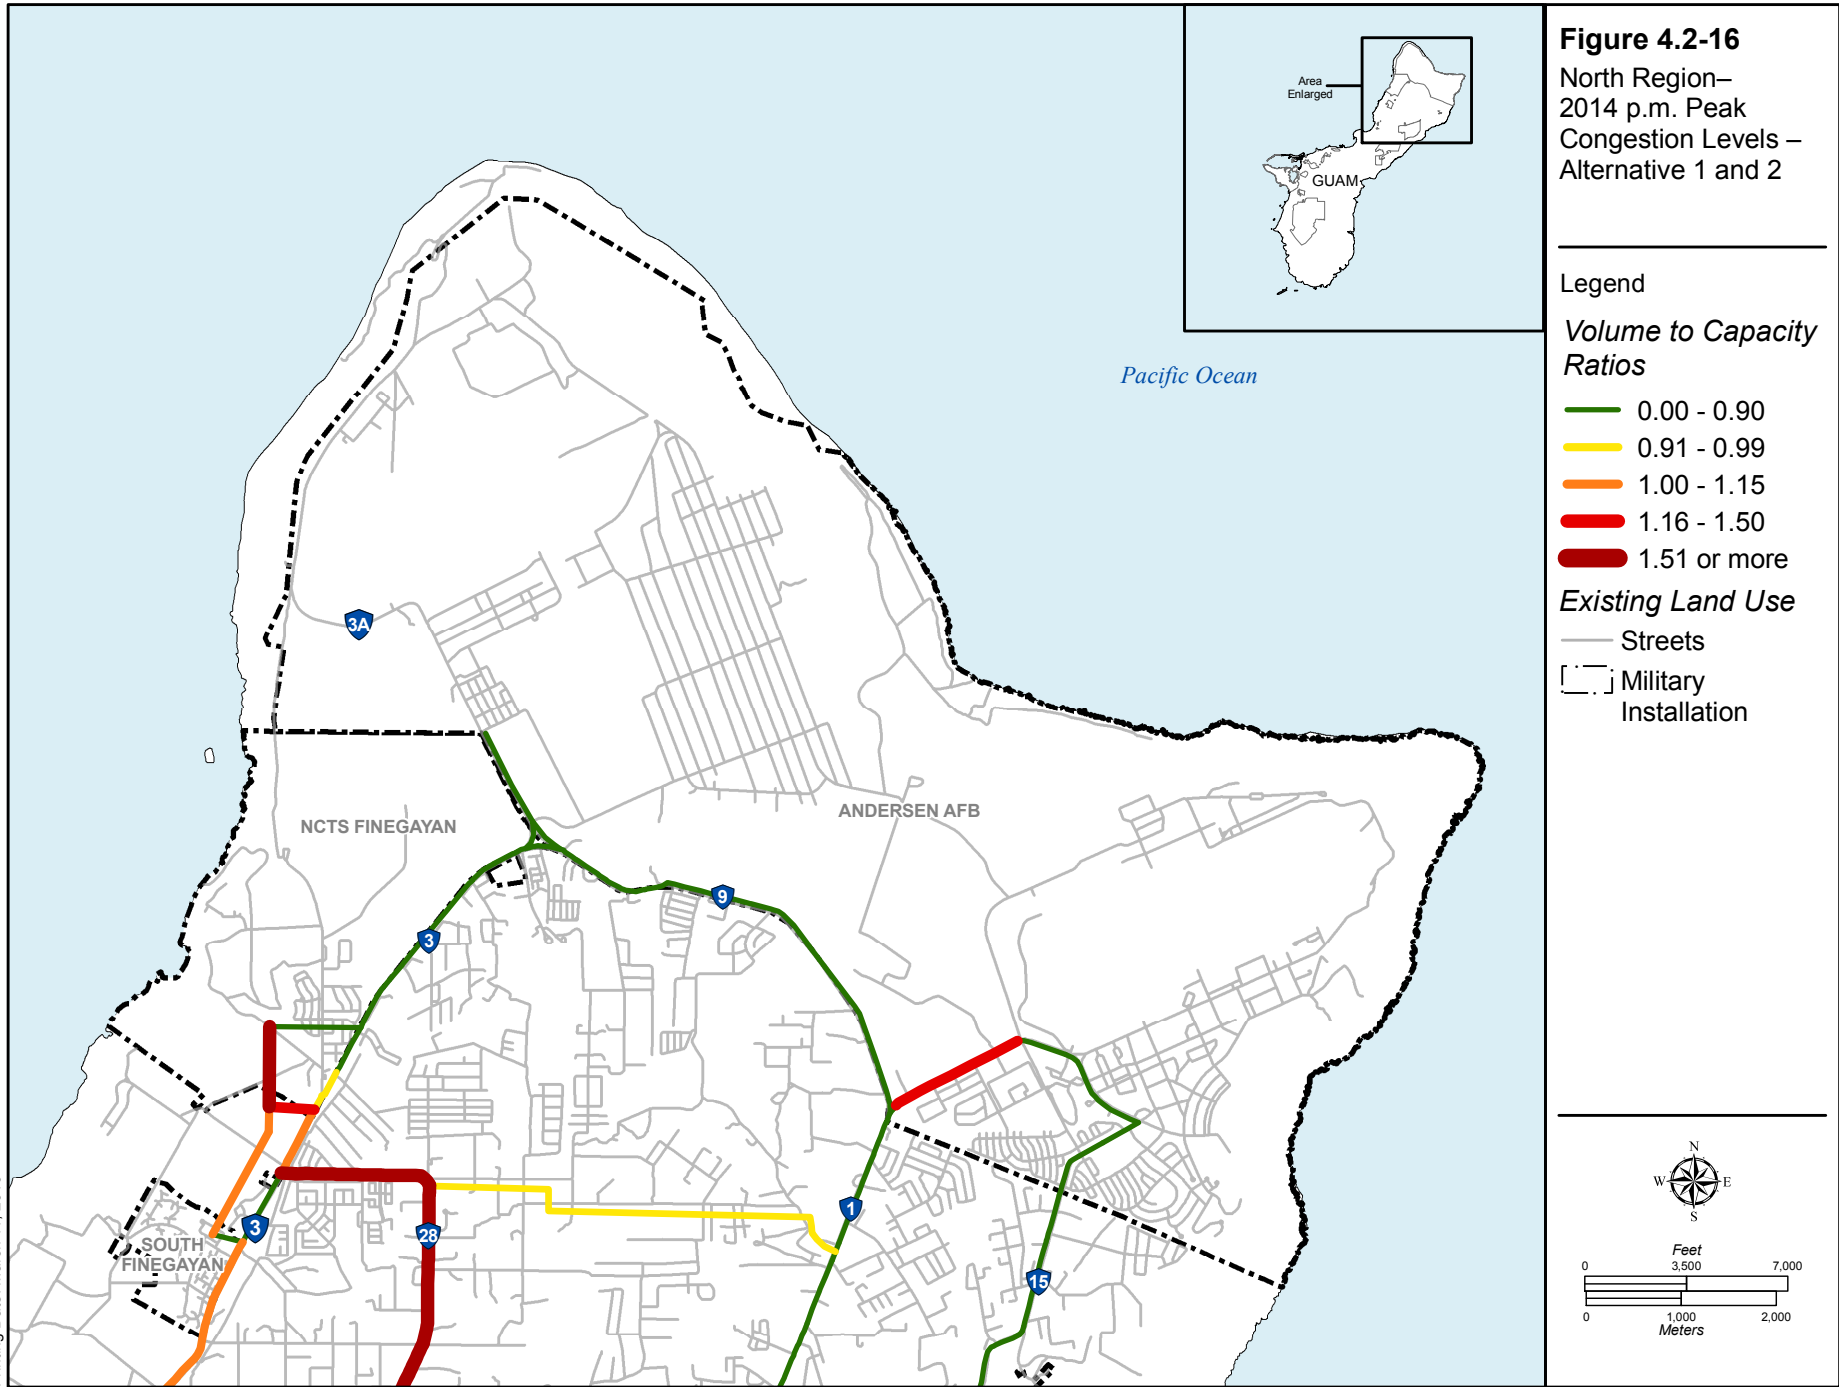 Figure 4.2-16
North Region–
2014 p.m. Peak
Congestion Levels –
Alternative 1 and 2
Area
Enlarged
GUAM
Legend
Volume to Capacity
Ratios
0.00 - 0.90
0.91 - 0.99
1.00 - 1.15
1.16 - 1.50
1.51 or more
Existing Land Use
Streets
Military
Installation
Pacific Ocean
3A
NCTS FINEGAYAN
ANDERSEN AFB
9
3
1
3
28
SOUTH
FINEGAYAN
15
N
W
E
S
Feet
0
3,500
7,000
0
1,000
2,000
Meters